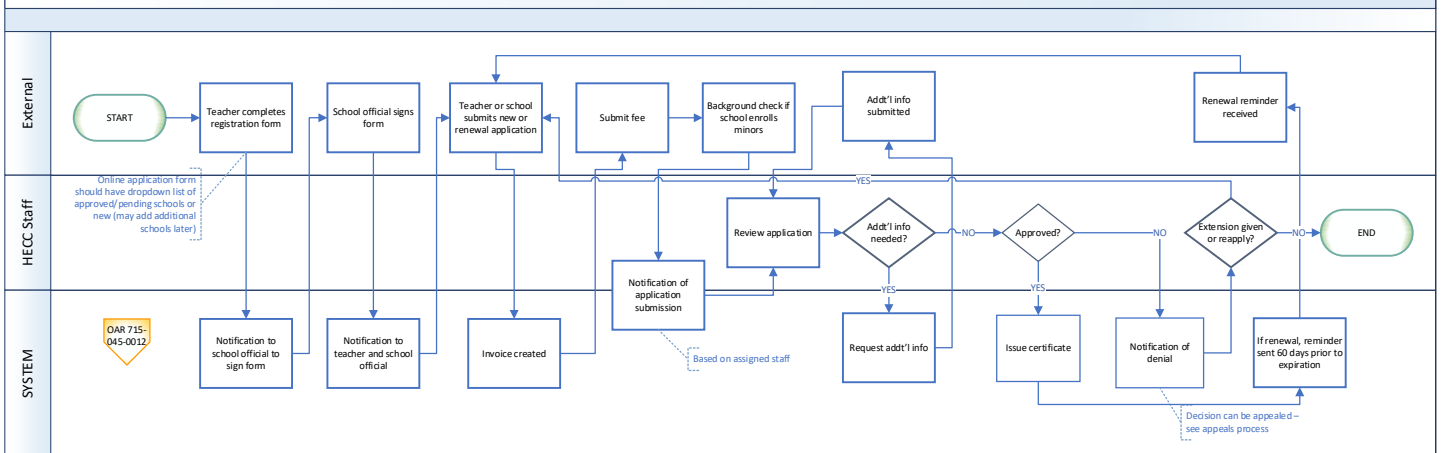 External
START
Teacher completes
registration form
School official signs
form
Teacher or school
submits new or
renewal application
Submit fee
Background check if
school enrolls
minors
Addt'l info
submitted
Renewal reminder
received
Online application form
should have dropdown list of
approved/pending schools or
new (may add additional
schools later)
HECC Staff
YES
Review application
Addt'l info
needed?
NO
Approved?
NO
Extension given
or reapply?
NO
END
Notification of
application
submission
YES
YES
SYSTEM
OAR 715-
045-0012
Notification to
school official to
sign form
Notification to
teacher and school
official
Invoice created
Based on assigned staff
Request addt'l info
Issue certificate
Notification of
denial
If renewal, reminder
sent 60 days prior to
expiration
Decision can be appealed –
see appeals process